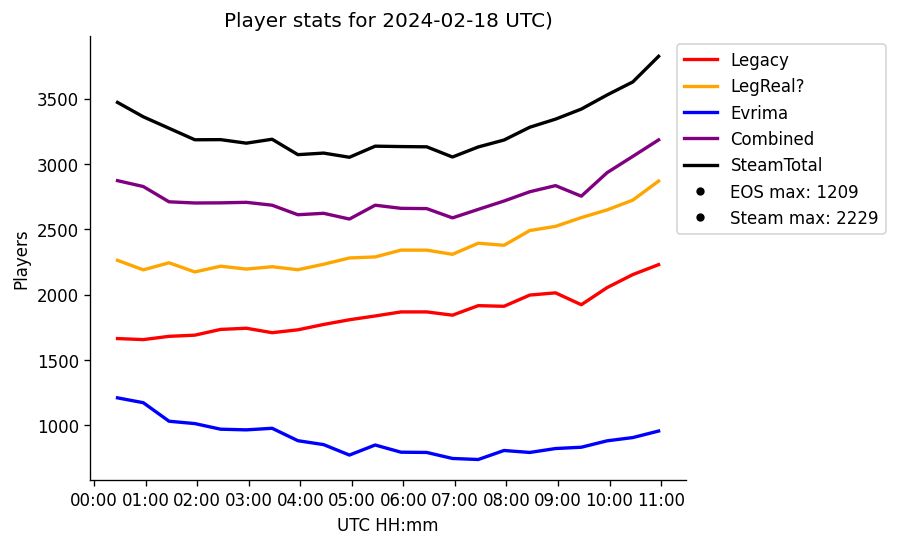 Player stats for 2024-02-18 UTC)
Legacy
LegReal?
Evrima
Combined
SteamTotal
EOS max: 1209
Steam max: 2229
Players
3500
3000
2500
2000
1500
1000
00:00 01:00 02:00 03:00 04:00 05:00 06:00 07:00 08:00 09:00 10:00 11:00
UTC HH:mm